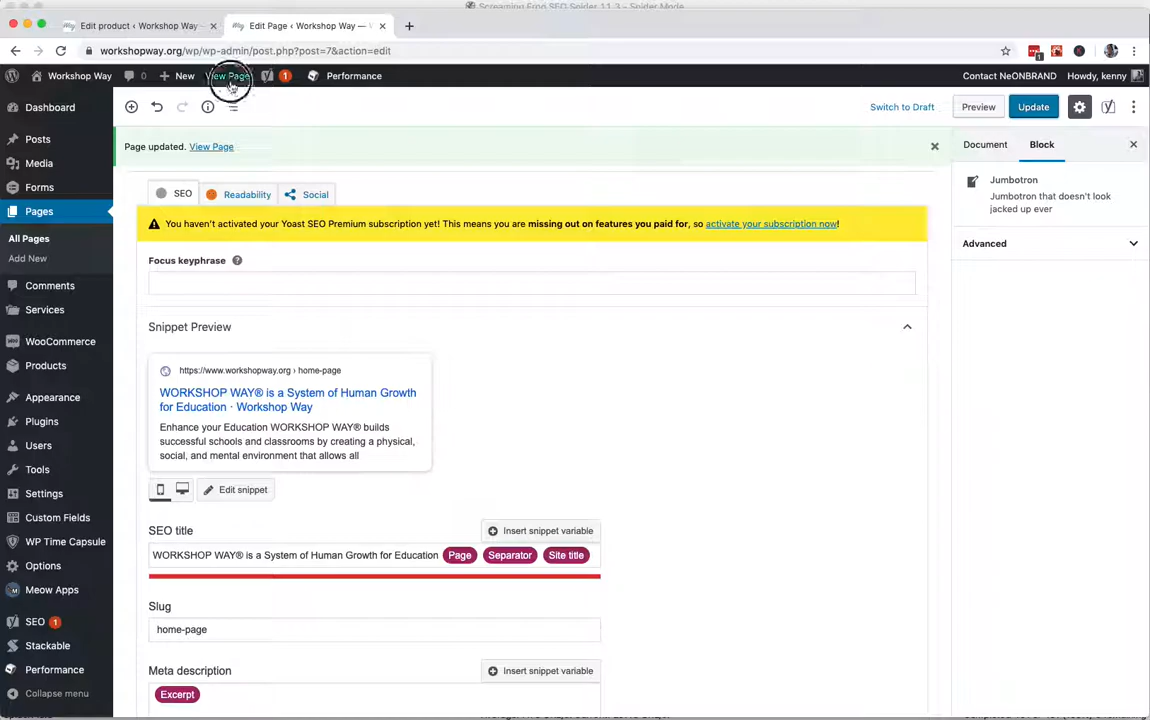 Screaming Frog SEO Spider 11.3 - Spider Mode
Edit product ‹ Workshop Way — ×
Edit Page ‹ Workshop Way — V ×
workshopway.org/wp/wp-admin/post.php?post=7&action=edit
1
Workshop Way 0 New View Page 1 Performance Contact NeONBRAND Howdy, kenny
Dashboard
Posts
Media
Forms
Pages
All Pages
Add New
Comments
Services
WooCommerce
Products
Appearance
Plugins
Users
Tools
Settings
Custom Fields
WP Time Capsule
Options
Meow Apps
SEO 1
Stackable
Performance
Collapse menu
Switch to Draft Preview Update
Page updated. View Page
SEO Readability Social
You haven't activated your Yoast SEO Premium subscription yet! This means you are missing out on features you paid for, so activate your subscription now!
Focus keyphrase ?
Snippet Preview
https://www.workshopway.org › home-page
WORKSHOP WAY® is a System of Human Growth
for Education · Workshop Way
Enhance your Education WORKSHOP WAY® builds
successful schools and classrooms by creating a physical,
social, and mental environment that allows all
Edit snippet
SEO title Insert snippet variable
WORKSHOP WAY® is a System of Human Growth for Education Page Separator Site title
Slug
home-page
Meta description Insert snippet variable
Excerpt
Document Block
Jumbotron
Jumbotron that doesn't look
jacked up ever
Advanced